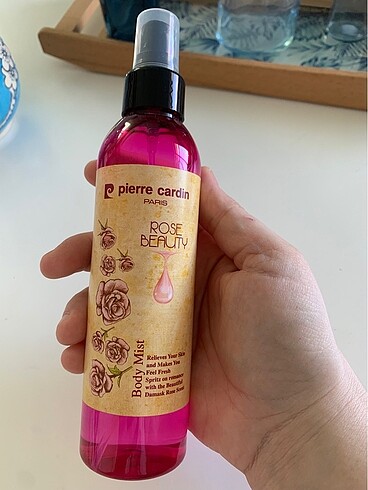 pierre cardin
PARIS
ROSE
BEAUTY
Body Mist
Relieves Your Skin
and Makes You
Feel Fresh
Spritz on romance
with the Beautiful
Damask Rose Scent